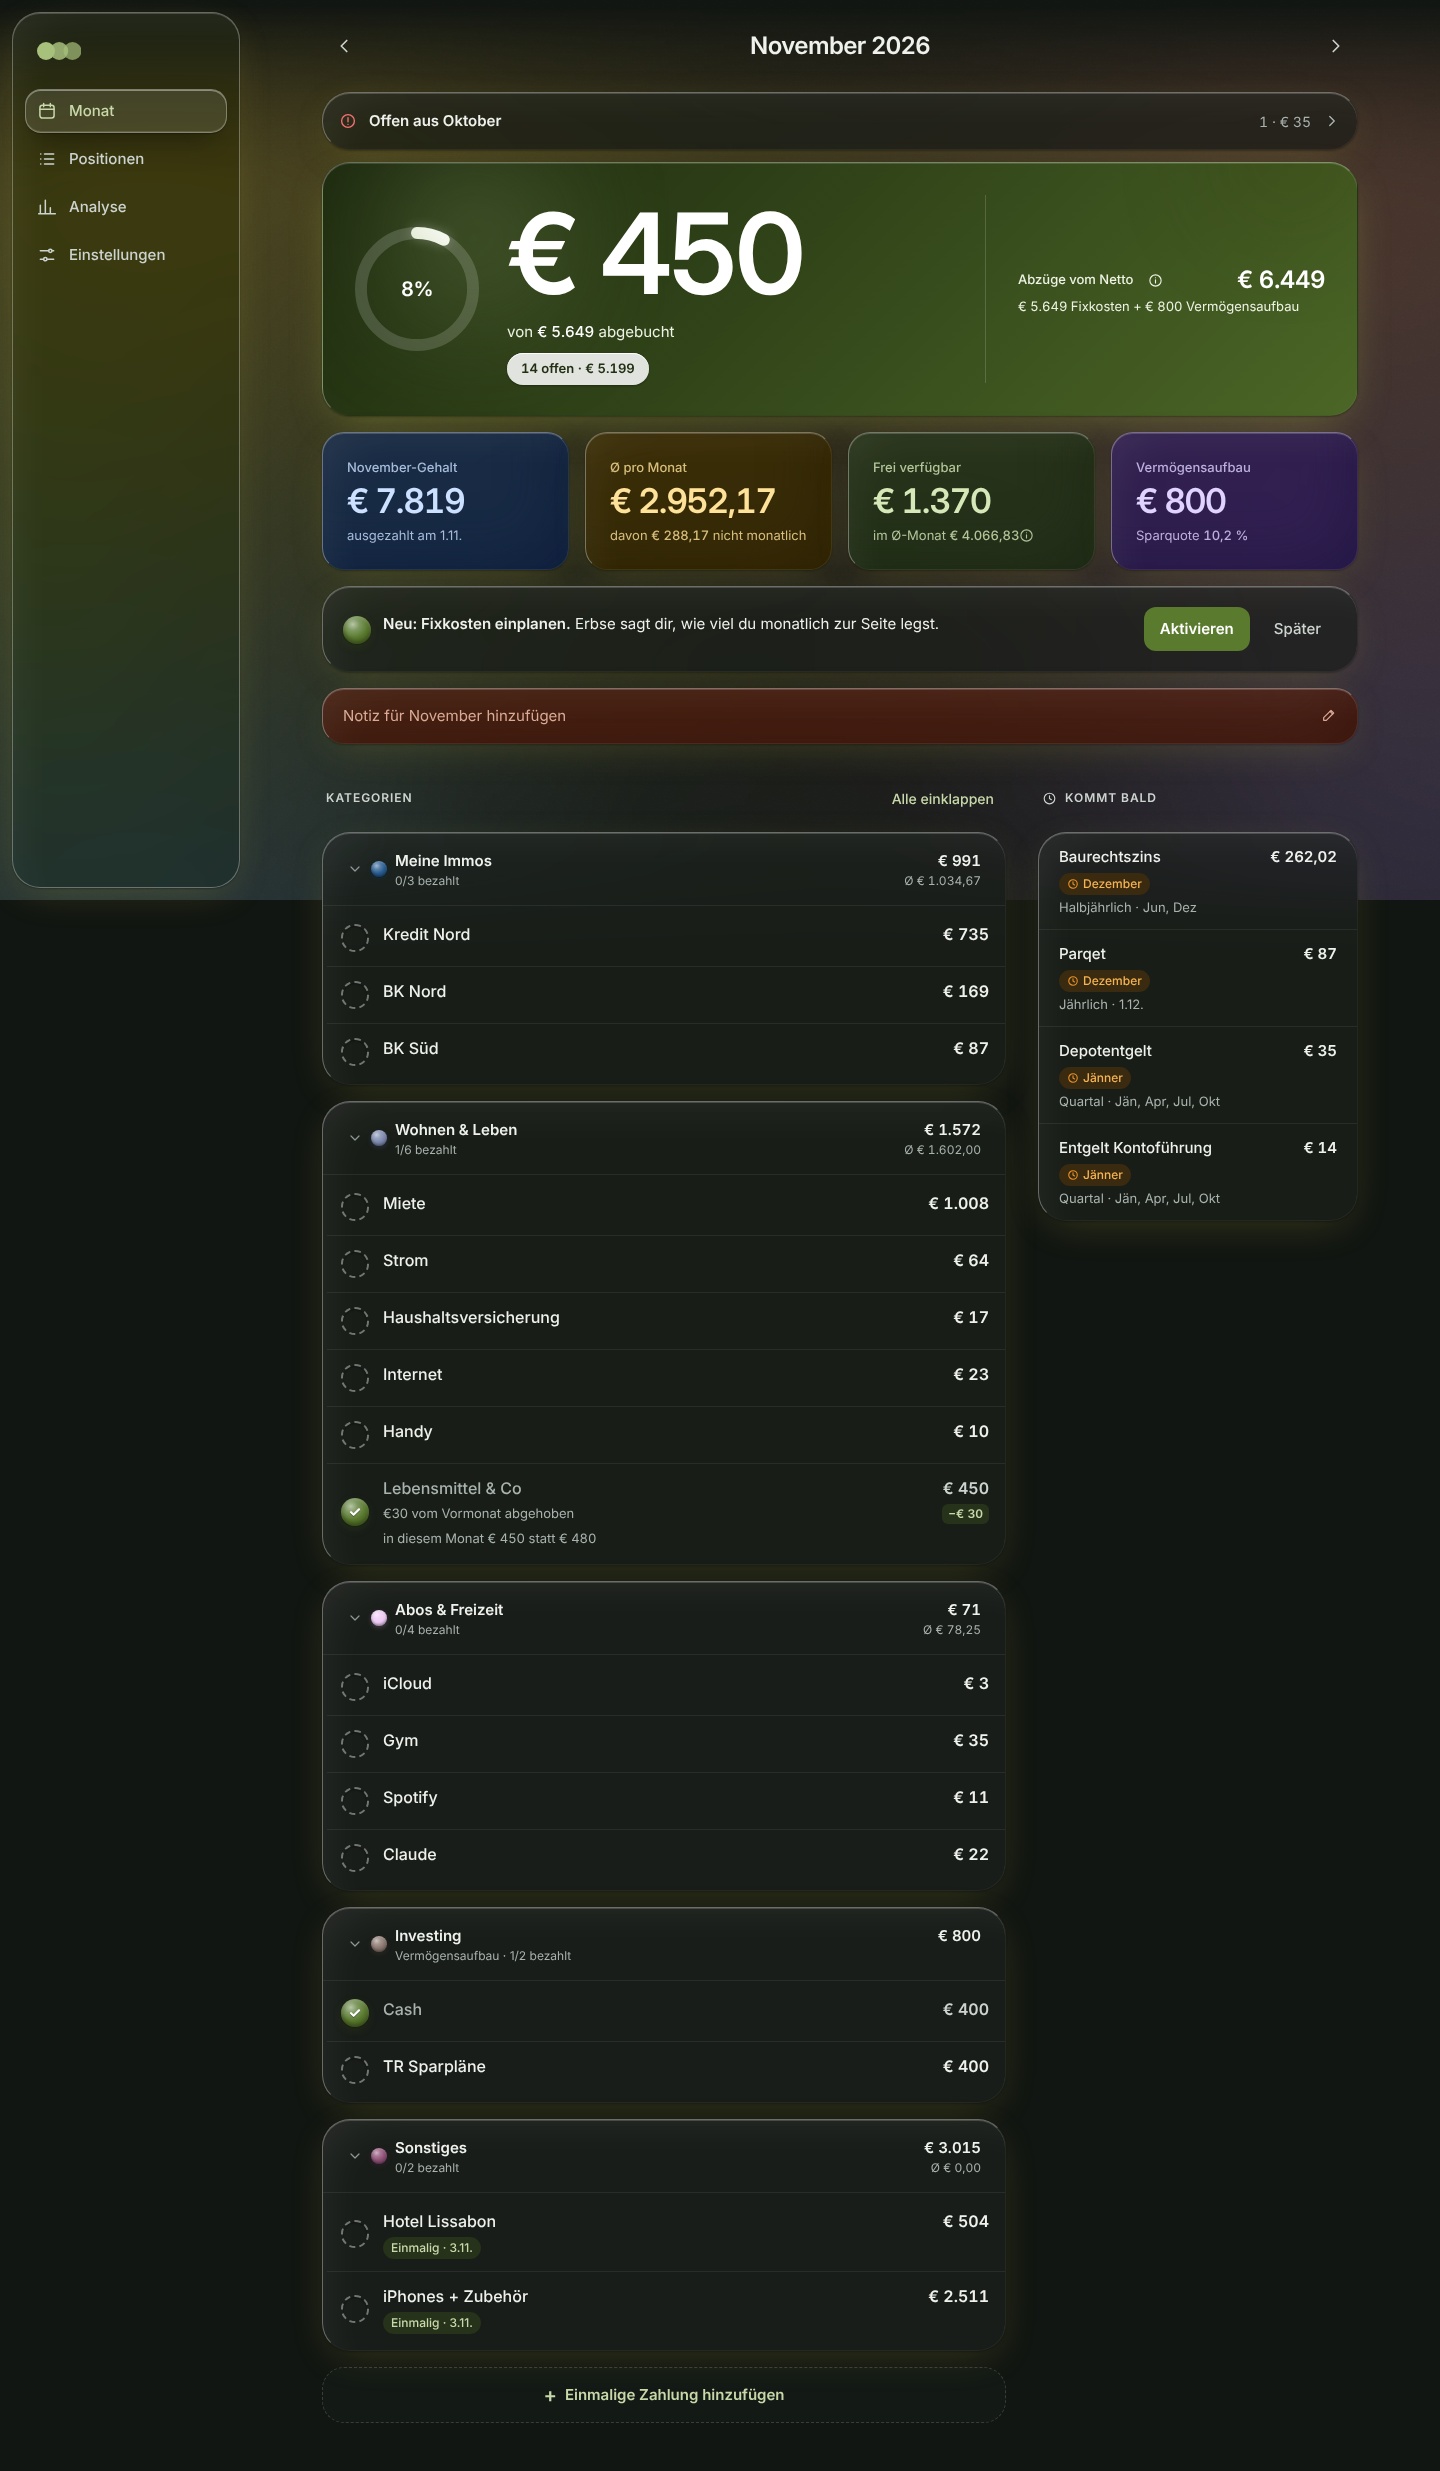 November 2026
Monat
Positionen
Analyse
Einstellungen
Offen aus Oktober
1 · € 35
8%
€ 450
von € 5.649 abgebucht
14 offen · € 5.199
Abzüge vom Netto
€ 6.449
€ 5.649 Fixkosten + € 800 Vermögensaufbau
November-Gehalt
€ 7.819
ausgezahlt am 1.11.
Ø pro Monat
€ 2.952,17
davon € 288,17 nicht monatlich
Frei verfügbar
€ 1.370
im Ø-Monat € 4.066,83
Vermögensaufbau
€ 800
Sparquote 10,2 %
Neu: Fixkosten einplanen. Erbse sagt dir, wie viel du monatlich zur Seite legst.
Aktivieren
Später
Notiz für November hinzufügen
KATEGORIEN
Alle einklappen
Meine Immos
€ 991
0/3 bezahlt
Ø € 1.034,67
Kredit Nord
€ 735
BK Nord
€ 169
BK Süd
€ 87
Wohnen & Leben
€ 1.572
1/6 bezahlt
Ø € 1.602,00
Miete
€ 1.008
Strom
€ 64
Haushaltsversicherung
€ 17
Internet
€ 23
Handy
€ 10
Lebensmittel & Co
€ 450
€30 vom Vormonat abgehoben
−€ 30
in diesem Monat € 450 statt € 480
Abos & Freizeit
€ 71
0/4 bezahlt
Ø € 78,25
iCloud
€ 3
Gym
€ 35
Spotify
€ 11
Claude
€ 22
Investing
€ 800
Vermögensaufbau · 1/2 bezahlt
Cash
€ 400
TR Sparpläne
€ 400
Sonstiges
€ 3.015
0/2 bezahlt
Ø € 0,00
Hotel Lissabon
€ 504
Einmalig · 3.11.
iPhones + Zubehör
€ 2.511
Einmalig · 3.11.
+ Einmalige Zahlung hinzufügen
KOMMT BALD
Baurechtszins
€ 262,02
Dezember
Halbjährlich · Jun, Dez
Parqet
€ 87
Dezember
Jährlich · 1.12.
Depotentgelt
€ 35
Jänner
Quartal · Jän, Apr, Jul, Okt
Entgelt Kontoführung
€ 14
Jänner
Quartal · Jän, Apr, Jul, Okt